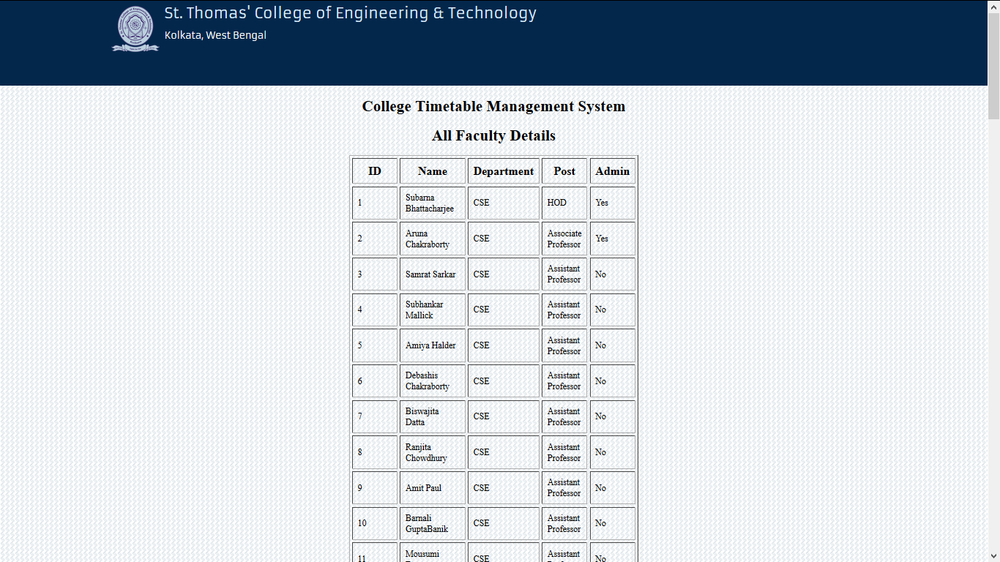 St. Thomas' College of Engineering & Technology
Kolkata, West Bengal
College Timetable Management System
All Faculty Details
ID Name Department Post Admin
1 Subarna Bhattacharjee CSE HOD Yes
2 Aruna Chakraborty CSE Associate Professor Yes
3 Samrat Sarkar CSE Assistant Professor No
4 Subhankar Mallick CSE Assistant Professor No
5 Amiya Halder CSE Assistant Professor No
6 Debashis Chakraborty CSE Assistant Professor No
7 Biswajita Datta CSE Assistant Professor No
8 Ranjita Chowdhury CSE Assistant Professor No
9 Amit Paul CSE Assistant Professor No
10 Barnali GuptaBanik CSE Assistant Professor No
11 Mousumi CSE Assistant No